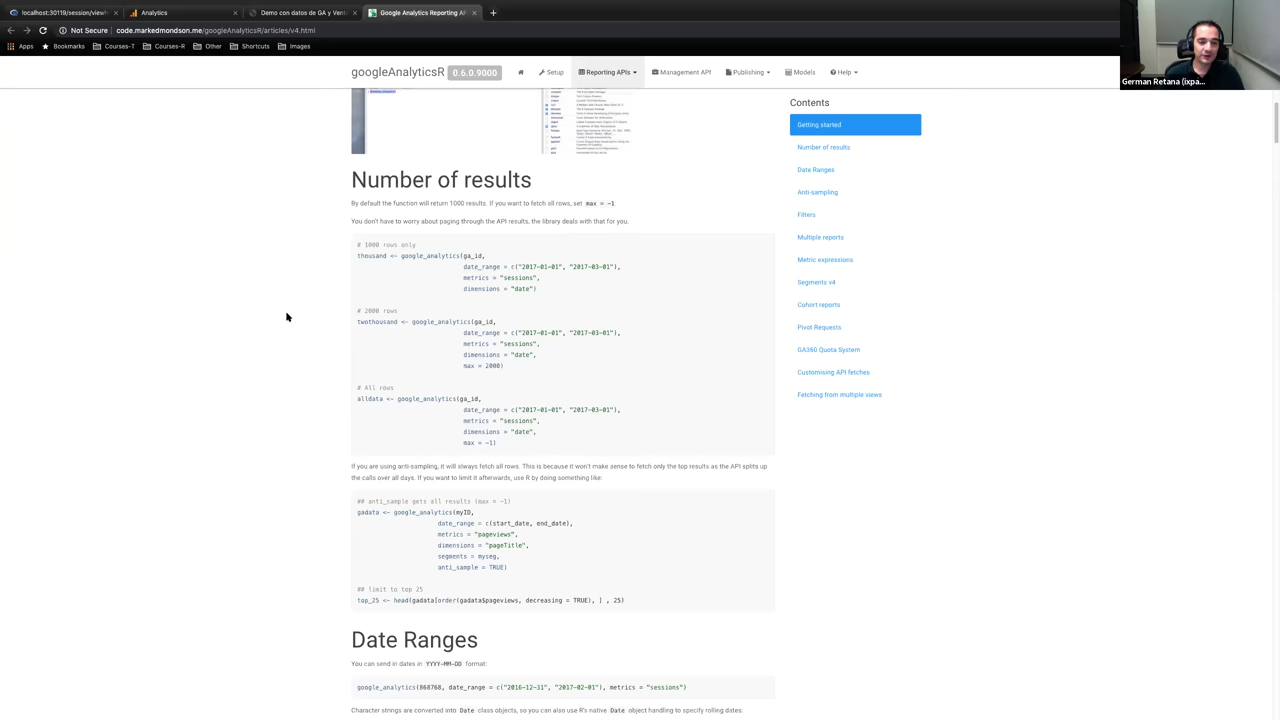 localhost:30119/session/viewh
Analytics
Demo con datos de GA y Venta
Google Analytics Reporting AP
Not Secure
code.markedmondson.me/googleAnalyticsR/articles/v4.html
Apps
Bookmarks
Courses-T
Courses-R
Other
Shortcuts
Images
German Retana (ixpa...
googleAnalyticsR 0.6.0.9000
Setup
Reporting APIs
Management API
Publishing
Models
Help
Number of results
By default the function will return 1000 results. If you want to fetch all rows, set max = -1
You don't have to worry about paging through the API results, the library deals with that for you.
# 1000 rows only
thousand <- google_analytics(ga_id,
date_range = c("2017-01-01", "2017-03-01"),
metrics = "sessions",
dimensions = "date")
# 2000 rows
twothousand <- google_analytics(ga_id,
date_range = c("2017-01-01", "2017-03-01"),
metrics = "sessions",
dimensions = "date",
max = 2000)
# All rows
alldata <- google_analytics(ga_id,
date_range = c("2017-01-01", "2017-03-01"),
metrics = "sessions",
dimensions = "date",
max = -1)
If you are using anti-sampling, it will always fetch all rows. This is because it won't make sense to fetch only the top results as the API splits up
the calls over all days. If you want to limit it afterwards, use R by doing something like:
## anti_sample gets all results (max = -1)
gadata <- google_analytics(myID,
date_range = c(start_date, end_date),
metrics = "pageviews",
dimensions = "pageTitle",
segments = myseg,
anti_sample = TRUE)
## limit to top 25
top_25 <- head(gadata[order(gadata$pageviews, decreasing = TRUE), ] , 25)
Date Ranges
You can send in dates in YYYY-MM-DD format:
google_analytics(868768, date_range = c("2016-12-31", "2017-02-01"), metrics = "sessions")
Character strings are converted into Date class objects, so you can also use R's native Date object handling to specify rolling dates:
Contents
Getting started
Number of results
Date Ranges
Anti-sampling
Filters
Multiple reports
Metric expressions
Segments v4
Cohort reports
Pivot Requests
GA360 Quota System
Customising API fetches
Fetching from multiple views